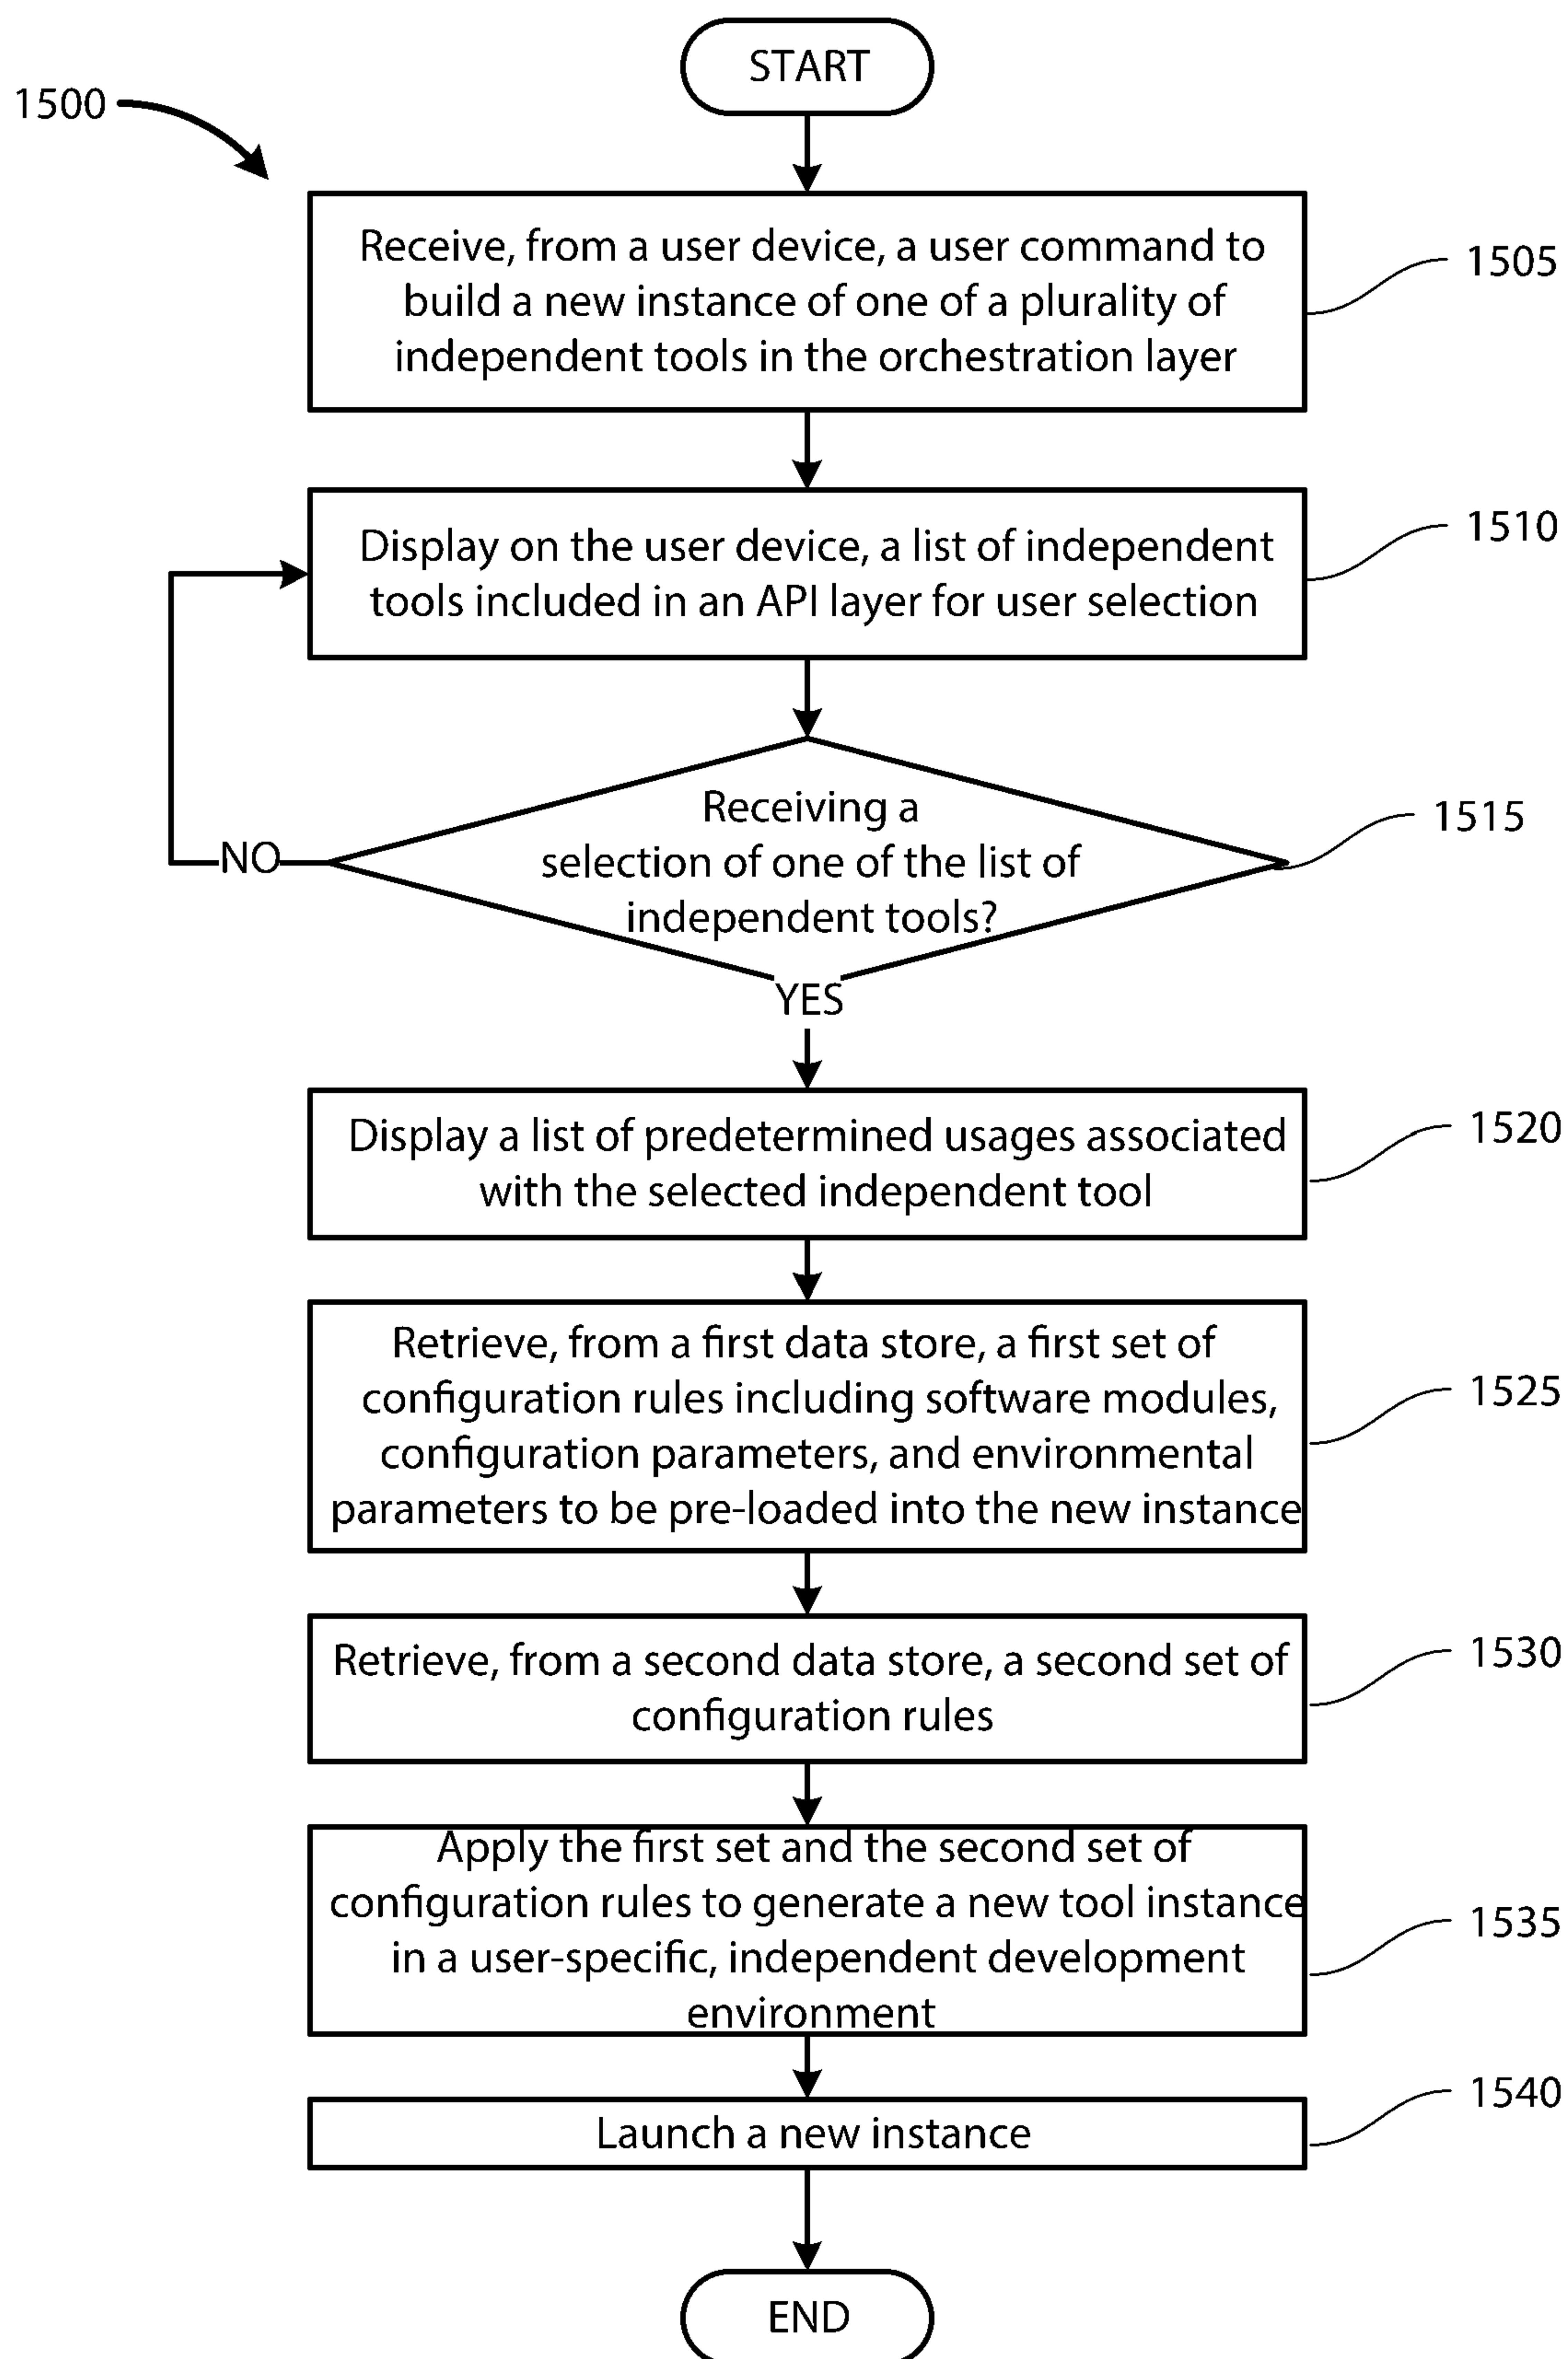 START
1500
Receive, from a user device, a user command to
build a new instance of one of a plurality of
independent tools in the orchestration layer
1505
Display on the user device, a list of independent
tools included in an API layer for user selection
1510
Receiving a
selection of one of the list of
independent tools?
1515
NO
YES
Display a list of predetermined usages associated
with the selected independent tool
1520
Retrieve, from a first data store, a first set of
configuration rules including software modules,
configuration parameters, and environmental
parameters to be pre-loaded into the new instance
1525
Retrieve, from a second data store, a second set of
configuration rules
1530
Apply the first set and the second set of
configuration rules to generate a new tool instance
in a user-specific, independent development
environment
1535
Launch a new instance
1540
END